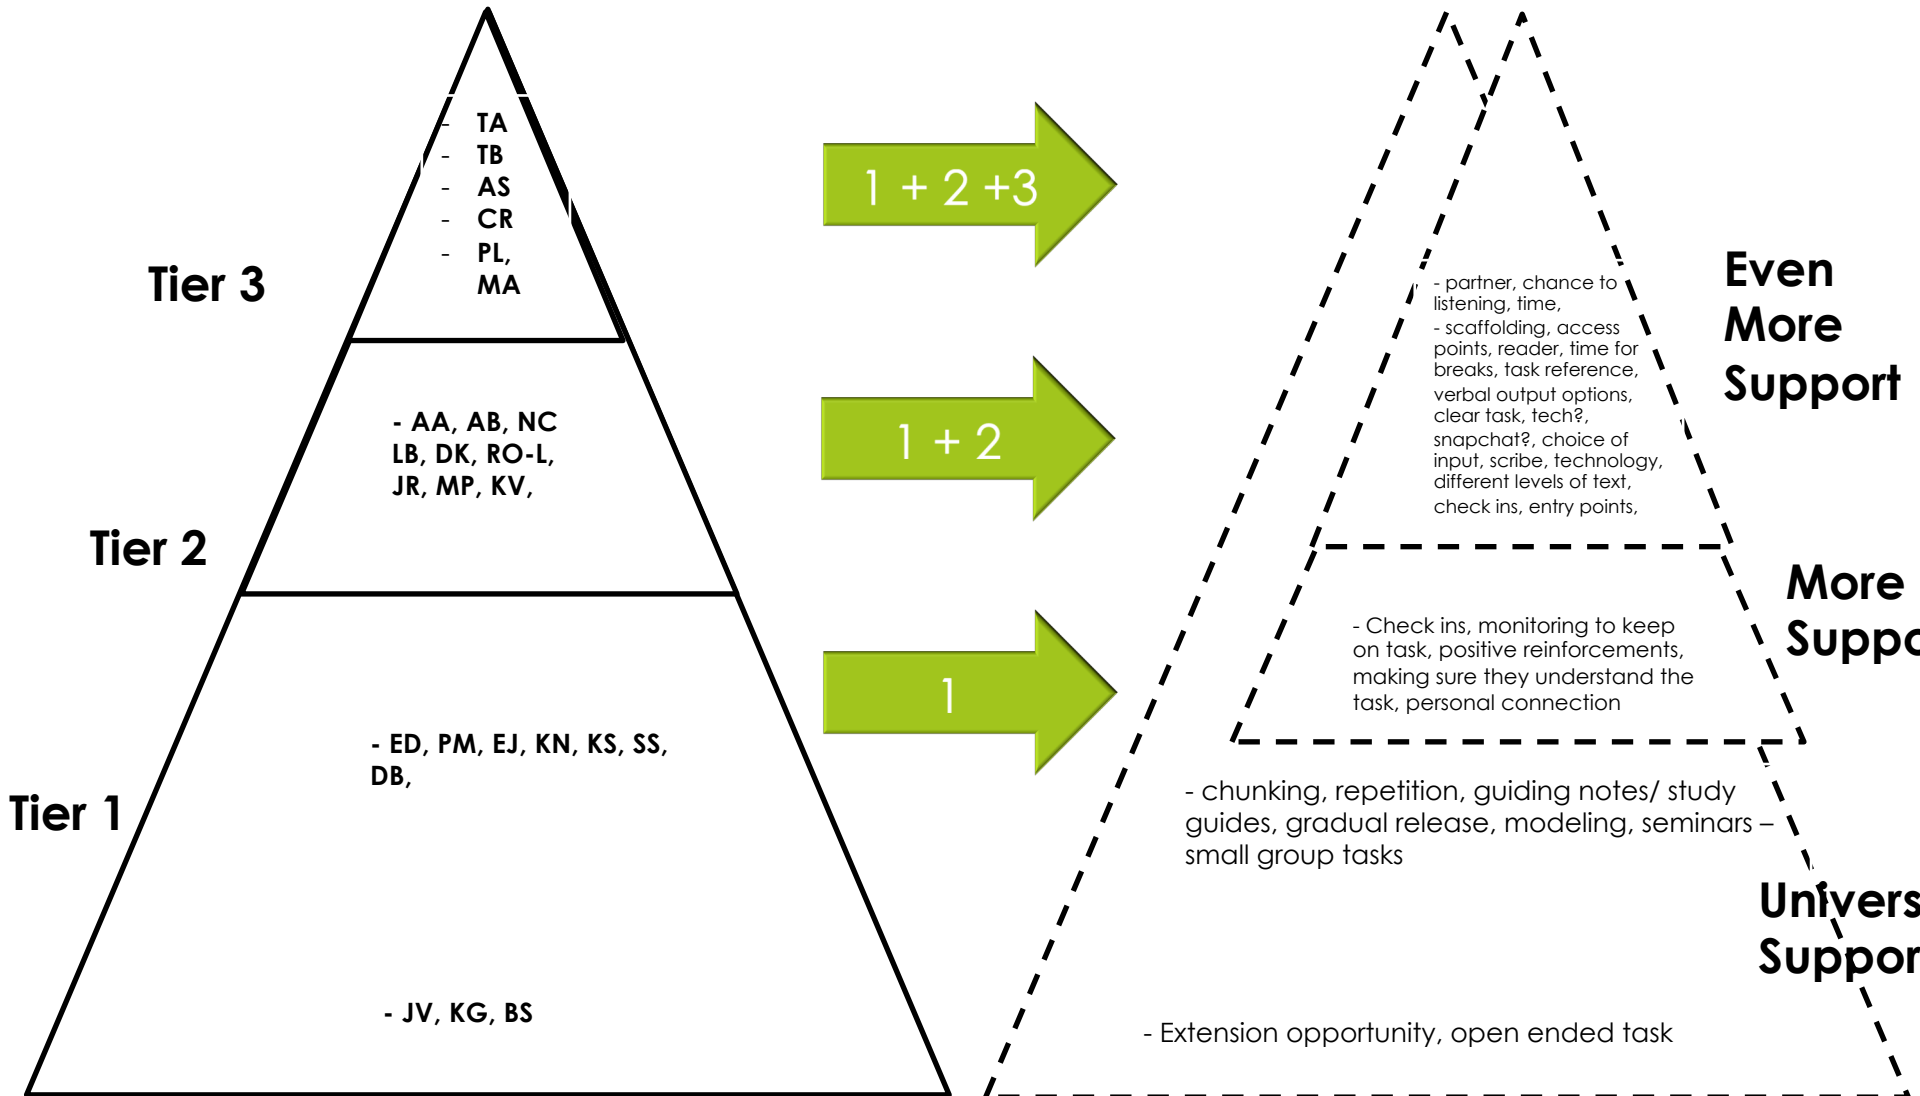 - TA
- TB
- AS
- CR
- PL,
MA
Tier 3
- AA, AB, NC
LB, DK, RO-L,
JR, MP, KV,
Tier 2
- ED, PM, EJ, KN, KS, SS,
DB,
Tier 1
- JV, KG, BS
1 + 2 +3
1 + 2
1
- partner, chance to
listening, time,
- scaffolding, access
points, reader, time for
breaks, task reference,
verbal output options,
clear task, tech?,
snapchat?, choice of
input, scribe, technology,
different levels of text,
check ins, entry points,
Even
More
Support
- Check ins, monitoring to keep
on task, positive reinforcements,
making sure they understand the
task, personal connection
More
Suppo
- chunking, repetition, guiding notes/ study
guides, gradual release, modeling, seminars –
small group tasks
Univers
Suppor
- Extension opportunity, open ended task